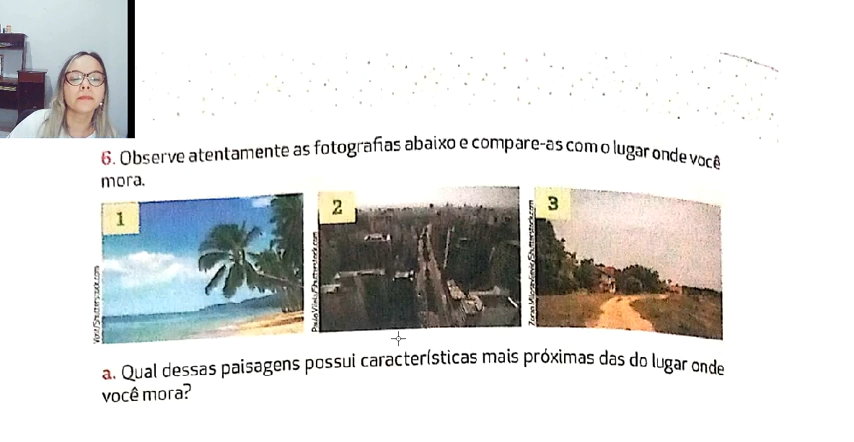 6. Observe atentamente as fotografias abaixo e compare-as com o lugar onde você
mora.
1
2
3
a. Qual dessas paisagens possui características mais próximas das do lugar onde
você mora?